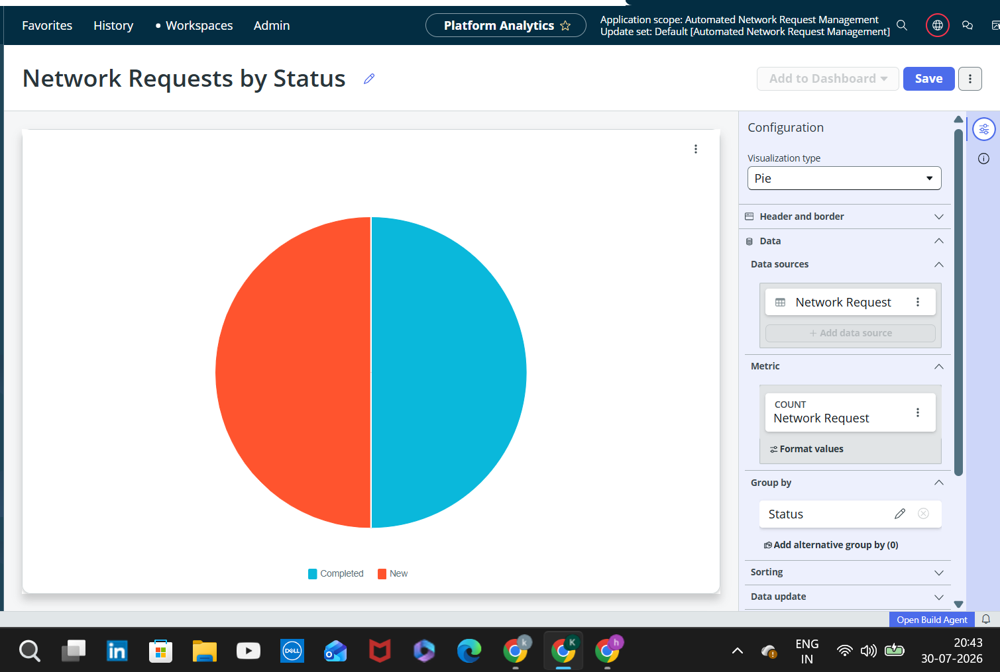 Favorites
History
Workspaces
Admin
Platform Analytics
Application scope: Automated Network Request Management
Update set: Default [Automated Network Request Management]
Network Requests by Status
Add to Dashboard
Save
Configuration
Visualization type
Pie
Header and border
Data
Data sources
Network Request
+ Add data source
Metric
COUNT
Network Request
Format values
Group by
Status
Add alternative group by (0)
Sorting
Data update
Completed
New
Open Build Agent
in
DELL
k
K
h
ENG
IN
20:43
30-07-2026